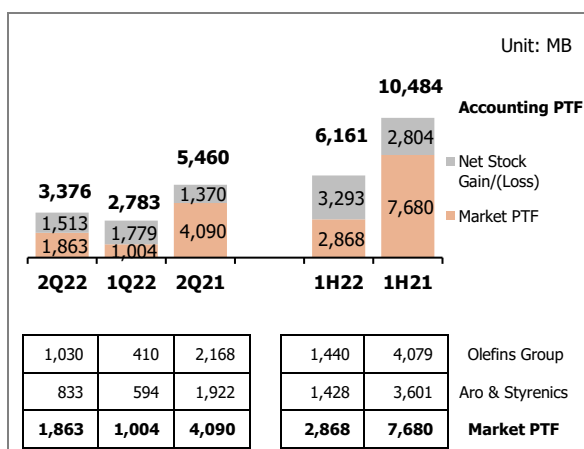 Unit: MB
10,484
Accounting PTF
6,161
2,804
5,460
Net Stock
Gain/(Loss)
3,376
2,783
1,370
3,293
7,680
Market PTF
1,513
1,779
4,090
1,863
1,004
2,868
2Q22 1Q22 2Q21 1H22 1H21
1,030 410 2,168 1,440 4,079 Olefins Group
833 594 1,922 1,428 3,601 Aro & Styrenics
1,863 1,004 4,090 2,868 7,680 Market PTF